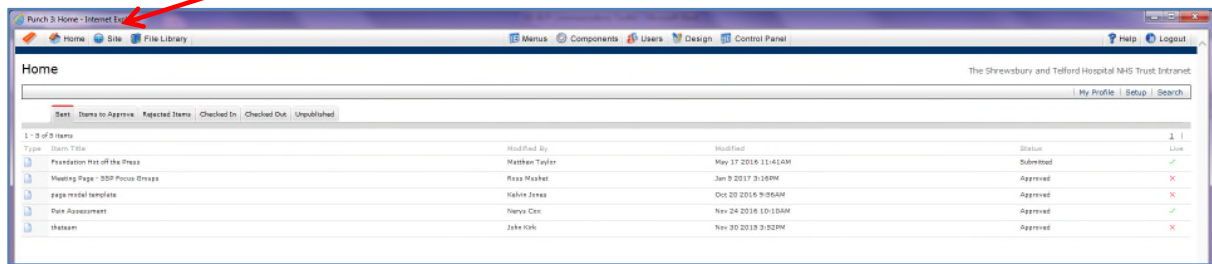 Punch 3: Home - Internet Exp
Home Site File Library Menus Components Users Design Control Panel Help Logout
Home The Shrewsbury and Telford Hospital NHS Trust Intranet
My Profile | Setup | Search
Sent Items to Approve Rejected Items Checked In Checked Out Unpublished
1 - 5 of 5 items 1 |
Type Item Title Modified By Modified Status Live
Foundation Hot off the Press Matthew Taylor May 17 2016 11:41AM Submitted
Meeting Page - SSP Focus Groups Ross Mushet Jan 5 2017 3:16PM Approved
page model template Kelvin Jones Oct 20 2016 9:56AM Approved
Pain Assessment Nerys Cox Nov 24 2016 10:10AM Approved
theteam John Kirk Nov 30 2015 3:52PM Approved